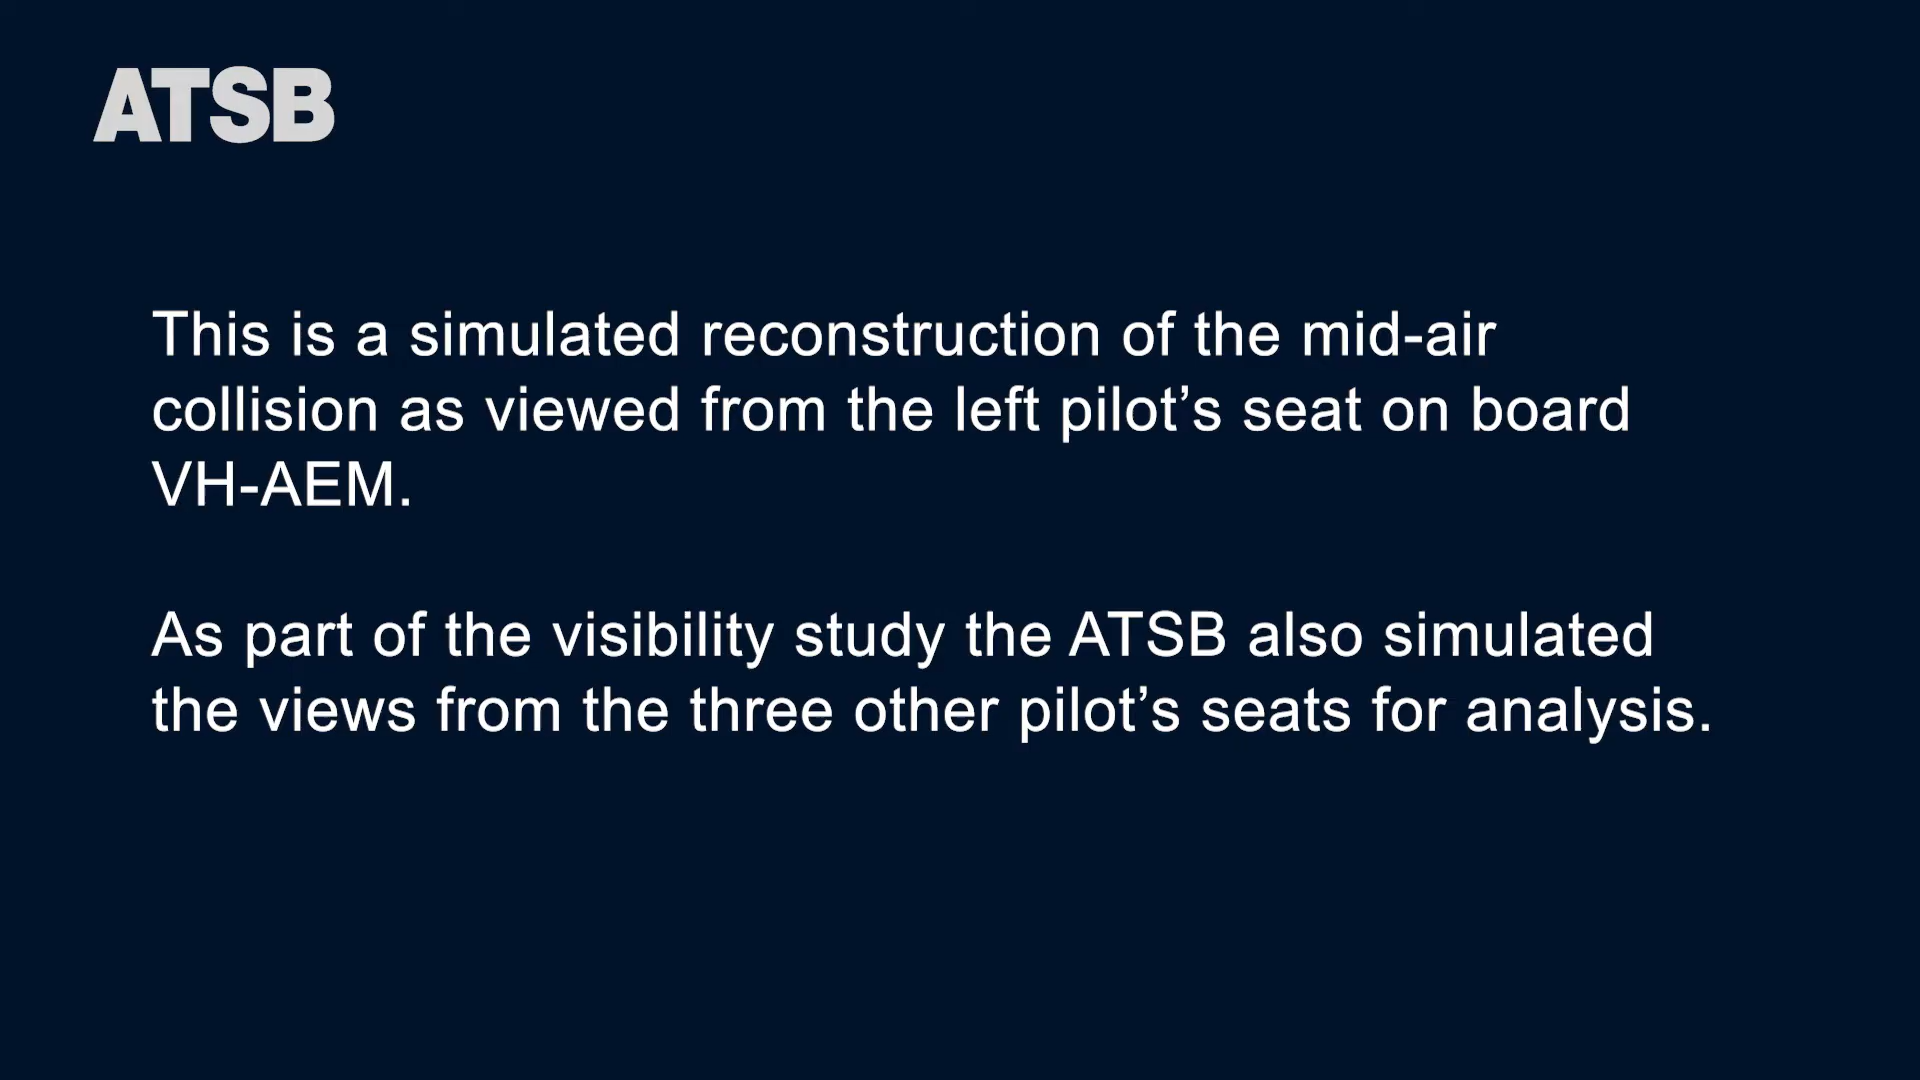 ATSB
This is a simulated reconstruction of the mid-air
collision as viewed from the left pilot’s seat on board
VH-AEM.
As part of the visibility study the ATSB also simulated
the views from the three other pilot’s seats for analysis.